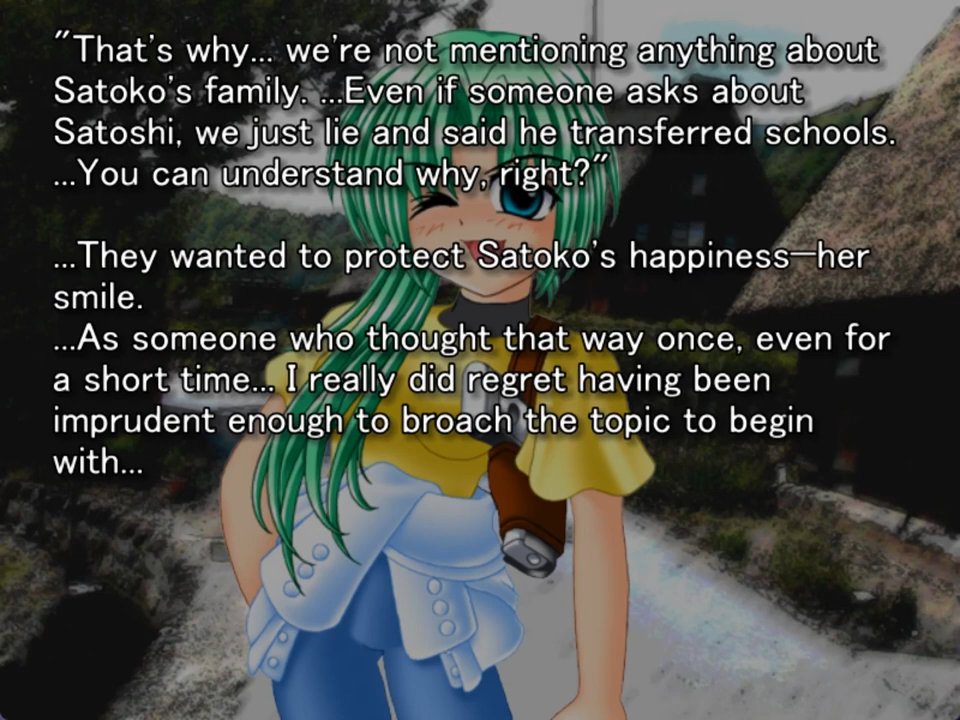 "That's why... we're not mentioning anything about
Satoko's family. ...Even if someone asks about
Satoshi, we just lie and said he transferred schools.
...You can understand why, right?"
...They wanted to protect Satoko's happiness—her
smile.
...As someone who thought that way once, even for
a short time... I really did regret having been
imprudent enough to broach the topic to begin
with...